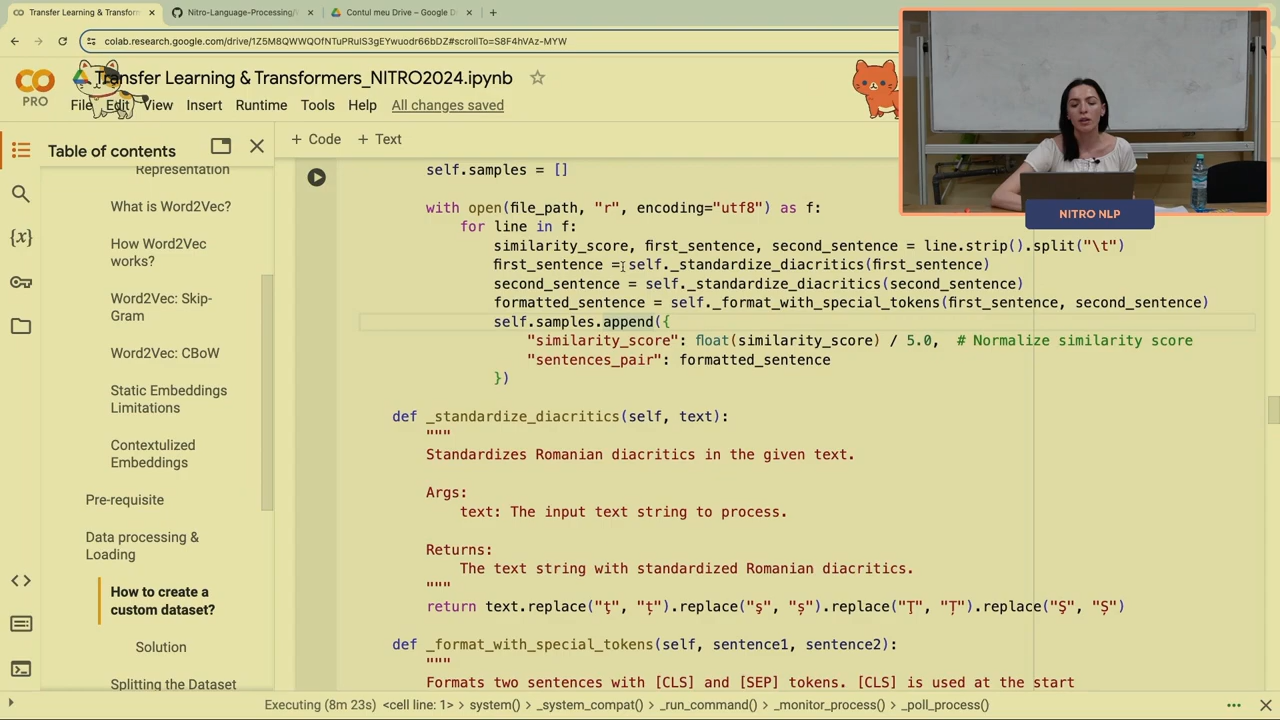 Transfer Learning & Transform
Nitro-Language-Processing/
Contul meu Drive – Google D
colab.research.google.com/drive/1Z5M8QWWQOfNTuPRuIS3gEYwuodr66bDZ#scrollTo=S8F4hVAz-MYW
CO
PRO
Transfer Learning & Transformers_NITRO2024.ipynb
File Edit View Insert Runtime Tools Help All changes saved
NITRO NLP
Table of contents
+ Code + Text
Representation
What is Word2Vec?
How Word2Vec
works?
Word2Vec: Skip-
Gram
Word2Vec: CBoW
Static Embeddings
Limitations
Contextulized
Embeddings
Pre-requisite
Data processing &
Loading
How to create a
custom dataset?
Solution
Splitting the Dataset
self.samples = []
with open(file_path, "r", encoding="utf8") as f:
for line in f:
similarity_score, first_sentence, second_sentence = line.strip().split("\t")
first_sentence = self._standardize_diacritics(first_sentence)
second_sentence = self._standardize_diacritics(second_sentence)
formatted_sentence = self._format_with_special_tokens(first_sentence, second_sentence)
self.samples.append({
"similarity_score": float(similarity_score) / 5.0,  # Normalize similarity score
"sentences_pair": formatted_sentence
})
def _standardize_diacritics(self, text):
"""
Standardizes Romanian diacritics in the given text.
Args:
text: The input text string to process.
Returns:
The text string with standardized Romanian diacritics.
"""
return text.replace("ţ", "ț").replace("ş", "ș").replace("Ţ", "Ț").replace("Ş", "Ș")
def _format_with_special_tokens(self, sentence1, sentence2):
"""
Formats two sentences with [CLS] and [SEP] tokens. [CLS] is used at the start
Executing (8m 23s) <cell line: 1> > system() > _system_compat() > _run_command() > _monitor_process() > _poll_process()